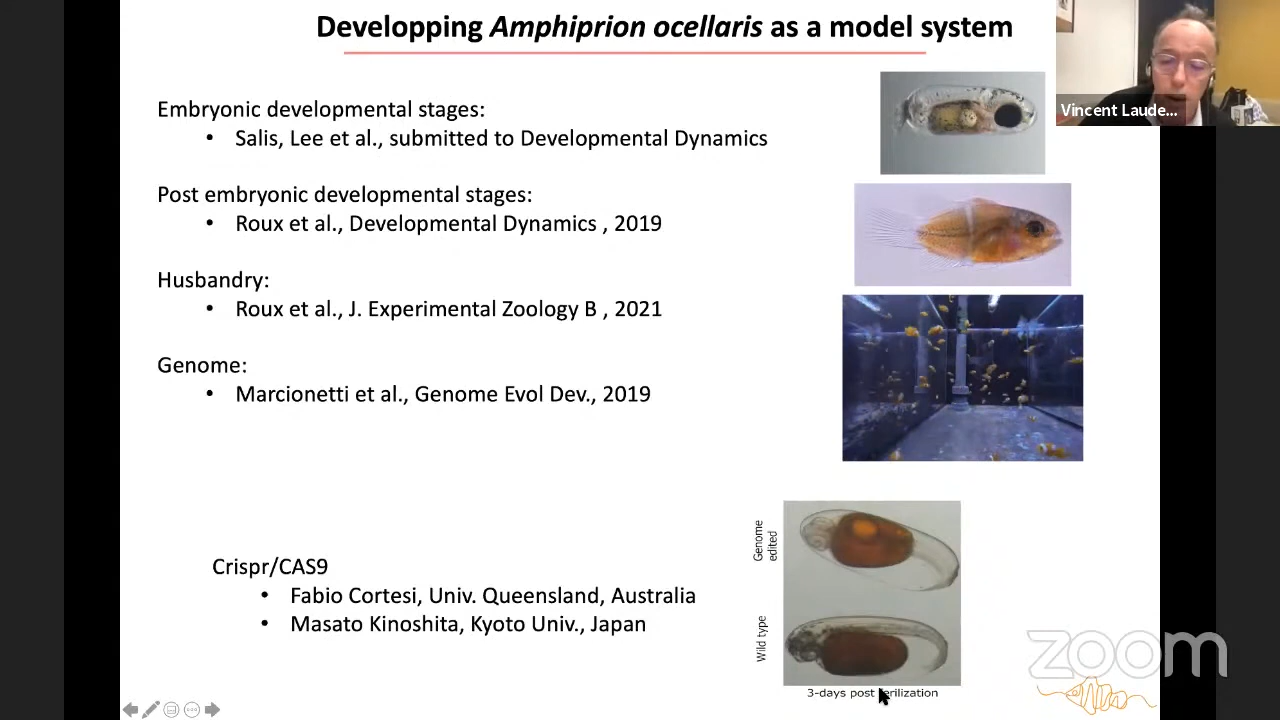 Developping Amphiprion ocellaris as a model system
Vincent Laude...
Embryonic developmental stages:
• Salis, Lee et al., submitted to Developmental Dynamics
Post embryonic developmental stages:
• Roux et al., Developmental Dynamics , 2019
Husbandry:
• Roux et al., J. Experimental Zoology B , 2021
Genome:
• Marcionetti et al., Genome Evol Dev., 2019
Crispr/CAS9
• Fabio Cortesi, Univ. Queensland, Australia
• Masato Kinoshita, Kyoto Univ., Japan
Genome
edited
Wild type
3-days post
zoom